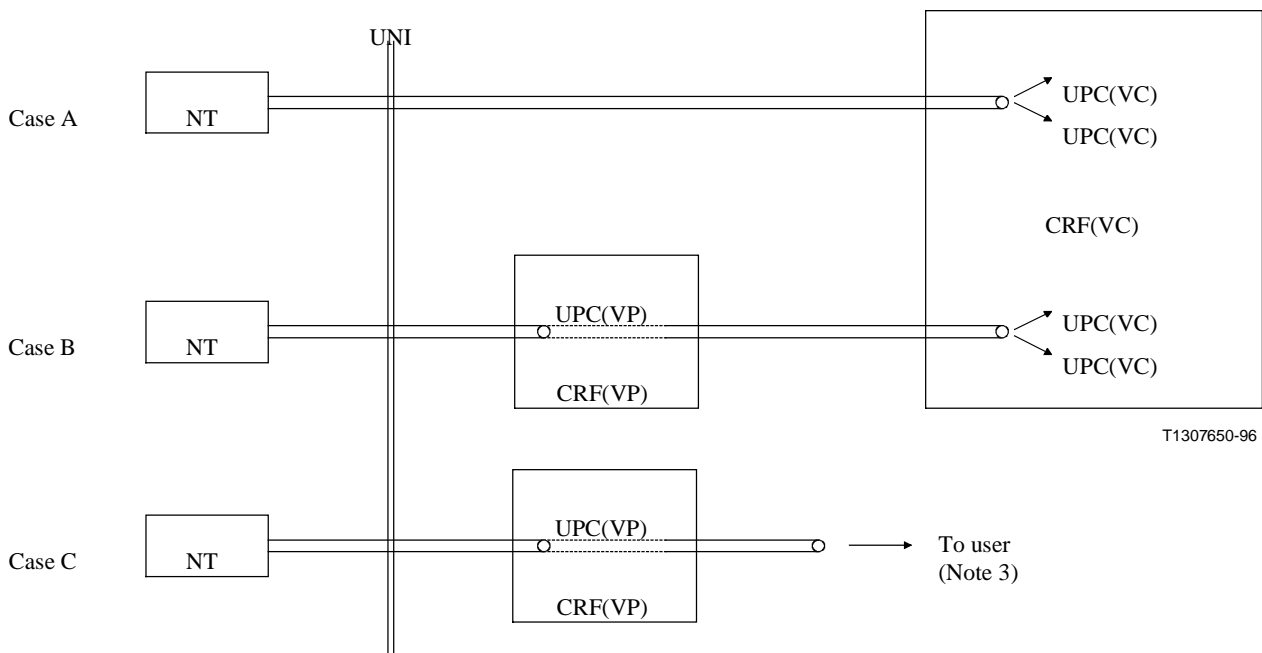 UNI
Case A
NT
UPC(VC)
UPC(VC)
CRF(VC)
Case B
NT
UPC(VP)
CRF(VP)
UPC(VC)
UPC(VC)
T1307650-96
Case C
NT
UPC(VP)
CRF(VP)
To user
(Note 3)